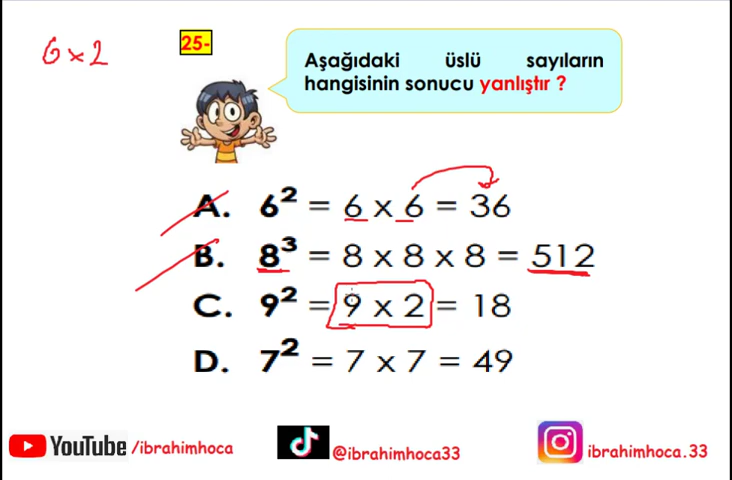 6 x 2
25-
Aşağıdaki üslü sayıların
hangisinin sonucu yanlıştır ?
A. 6² = 6 x 6 = 36
B. 8³ = 8 x 8 x 8 = 512
C. 9² = 9 x 2 = 18
D. 7² = 7 x 7 = 49
YouTube /ibrahimhoca
@ibrahimhoca33
ibrahimhoca.33